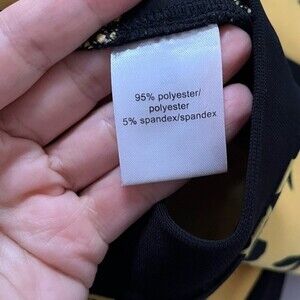 95% polyester/
polyester
5% spandex/spandex